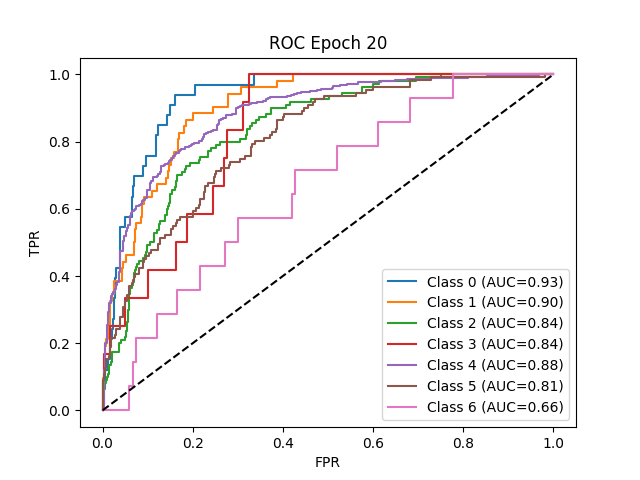 ROC Epoch 20
TPR
1.0
0.8
0.6
0.4
0.2
0.0
Class 0 (AUC=0.93)
Class 1 (AUC=0.90)
Class 2 (AUC=0.84)
Class 3 (AUC=0.84)
Class 4 (AUC=0.88)
Class 5 (AUC=0.81)
Class 6 (AUC=0.66)
0.0 0.2 0.4 0.6 0.8 1.0
FPR